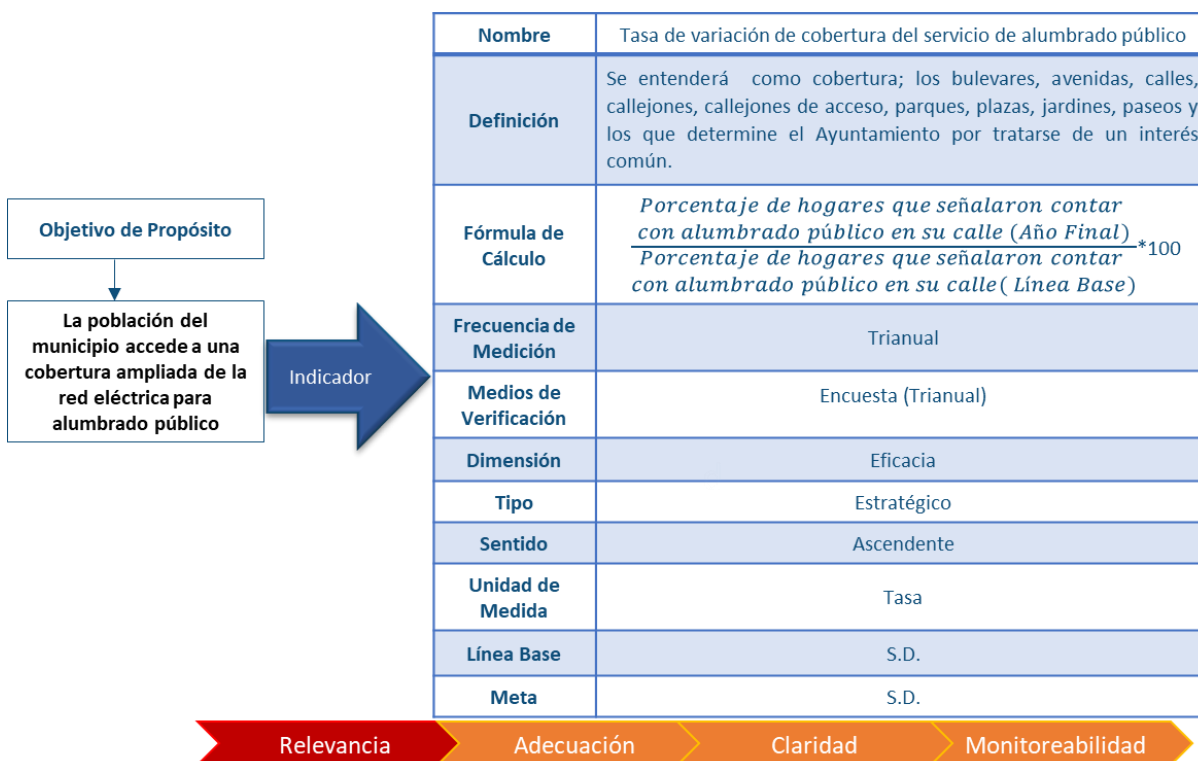 Objetivo de Propósito
La población del
municipio accede a una
cobertura ampliada de la
red eléctrica para
alumbrado público
Indicador
Nombre
Tasa de variación de cobertura del servicio de alumbrado público
Definición
Se entenderá como cobertura; los bulevares, avenidas, calles,
callejones, callejones de acceso, parques, plazas, jardines, paseos y
los que determine el Ayuntamiento por tratarse de un interés
común.
Fórmula de
Cálculo
Porcentaje de hogares que señalaron contar
con alumbrado público en su calle (Año Final)
*100
Porcentaje de hogares que señalaron contar
con alumbrado público en su calle( Línea Base)
Frecuencia de
Medición
Trianual
Medios de
Verificación
Encuesta (Trianual)
Dimensión
Eficacia
Tipo
Estratégico
Sentido
Ascendente
Unidad de
Medida
Tasa
Línea Base
S.D.
Meta
S.D.
Relevancia
Adecuación
Claridad
Monitoreabilidad